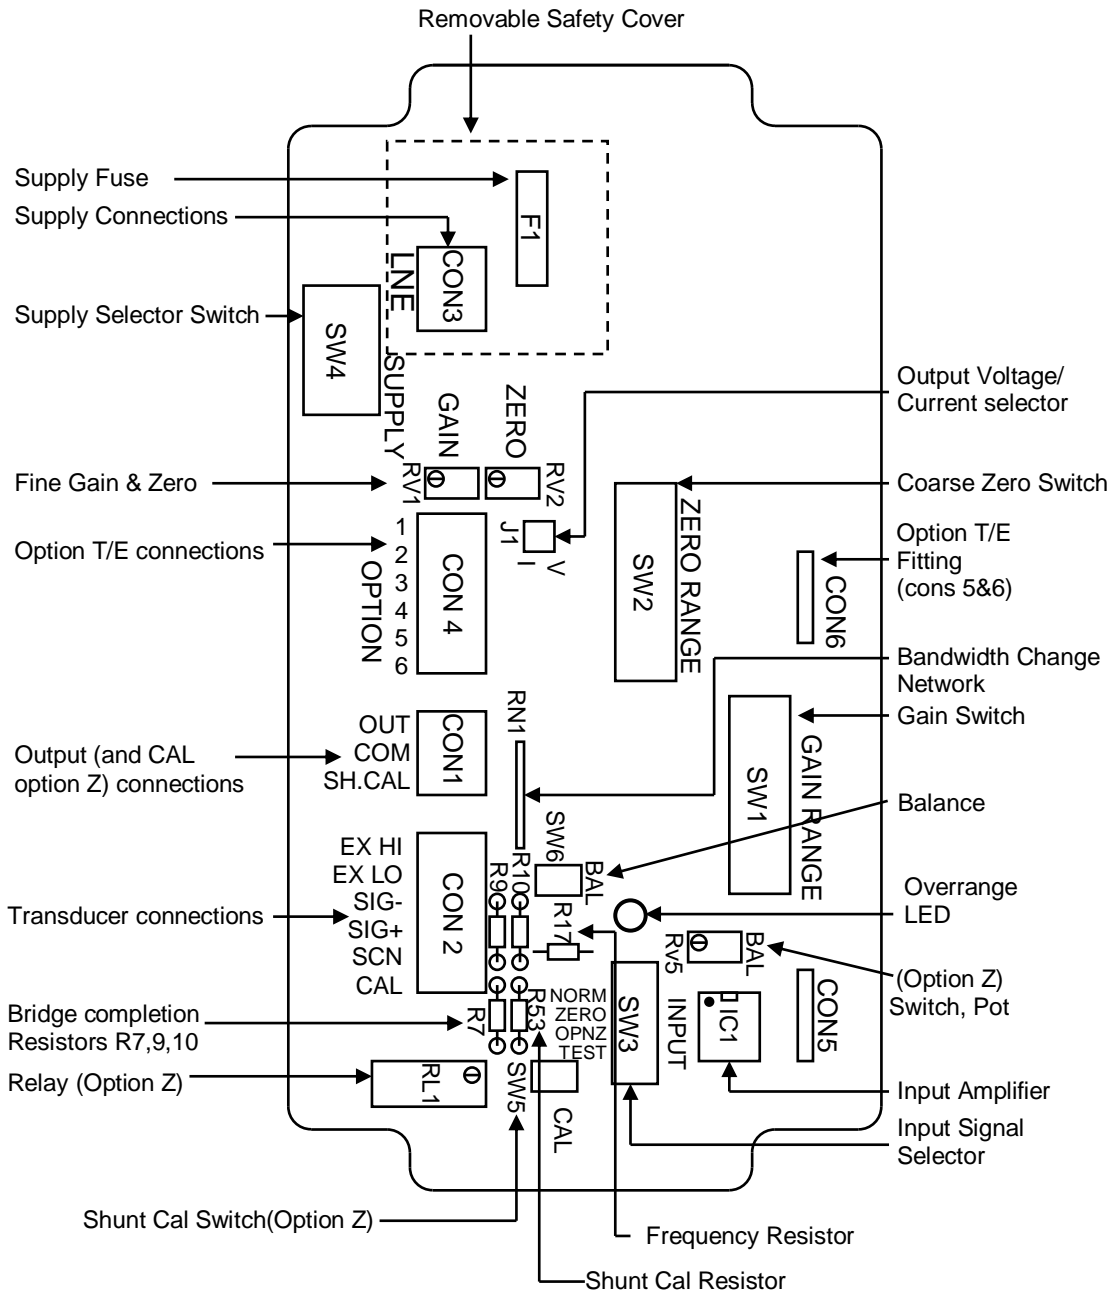 Removable Safety Cover
Supply Fuse
Supply Connections
F1
CON3
LNE
Supply Selector Switch
SW4
SUPPLY
Output Voltage/
Current selector
GAIN
ZERO
Fine Gain & Zero
RV1
RV2
Coarse Zero Switch
ZERO RANGE
SW2
Option T/E connections
OPTION
1
2
3
4
5
6
CON 4
J1
I
V
Option T/E
Fitting
(cons 5&6)
CON6
Bandwidth Change
Network
Gain Switch
GAIN RANGE
SW1
RN1
OUT
COM
SH.CAL
CON1
Output (and CAL
option Z) connections
Balance
SW6
BAL
EX HI
EX LO
SIG-
SIG+
SCN
CAL
CON 2
R9
R10
R17
Transducer connections
Overrange
LED
Rv5
BAL
(Option Z)
Switch, Pot
CON5
Bridge completion
Resistors R7,9,10
R7
R53
NORM
ZERO
OPNZ
TEST
SW3
INPUT
IC1
Relay (Option Z)
RL1
SW5
CAL
Input Amplifier
Input Signal
Selector
Shunt Cal Switch(Option Z)
Frequency Resistor
Shunt Cal Resistor